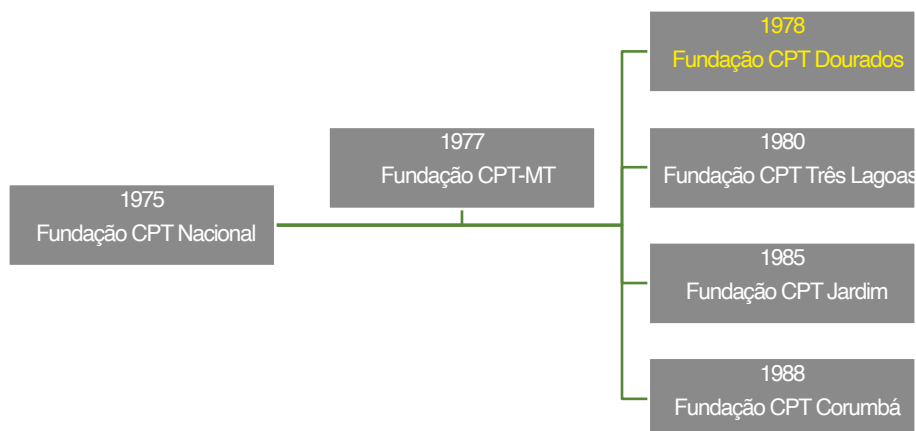 1975
Fundação CPT Nacional
1977
Fundação CPT-MT
1978
Fundação CPT Dourados
1980
Fundação CPT Três Lagoas
1985
Fundação CPT Jardim
1988
Fundação CPT Corumbá